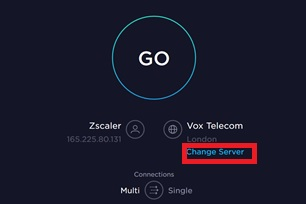 GO
Zscaler
165.225.80.131
Vox Telecom
London
Change Server
Connections
Multi
Single